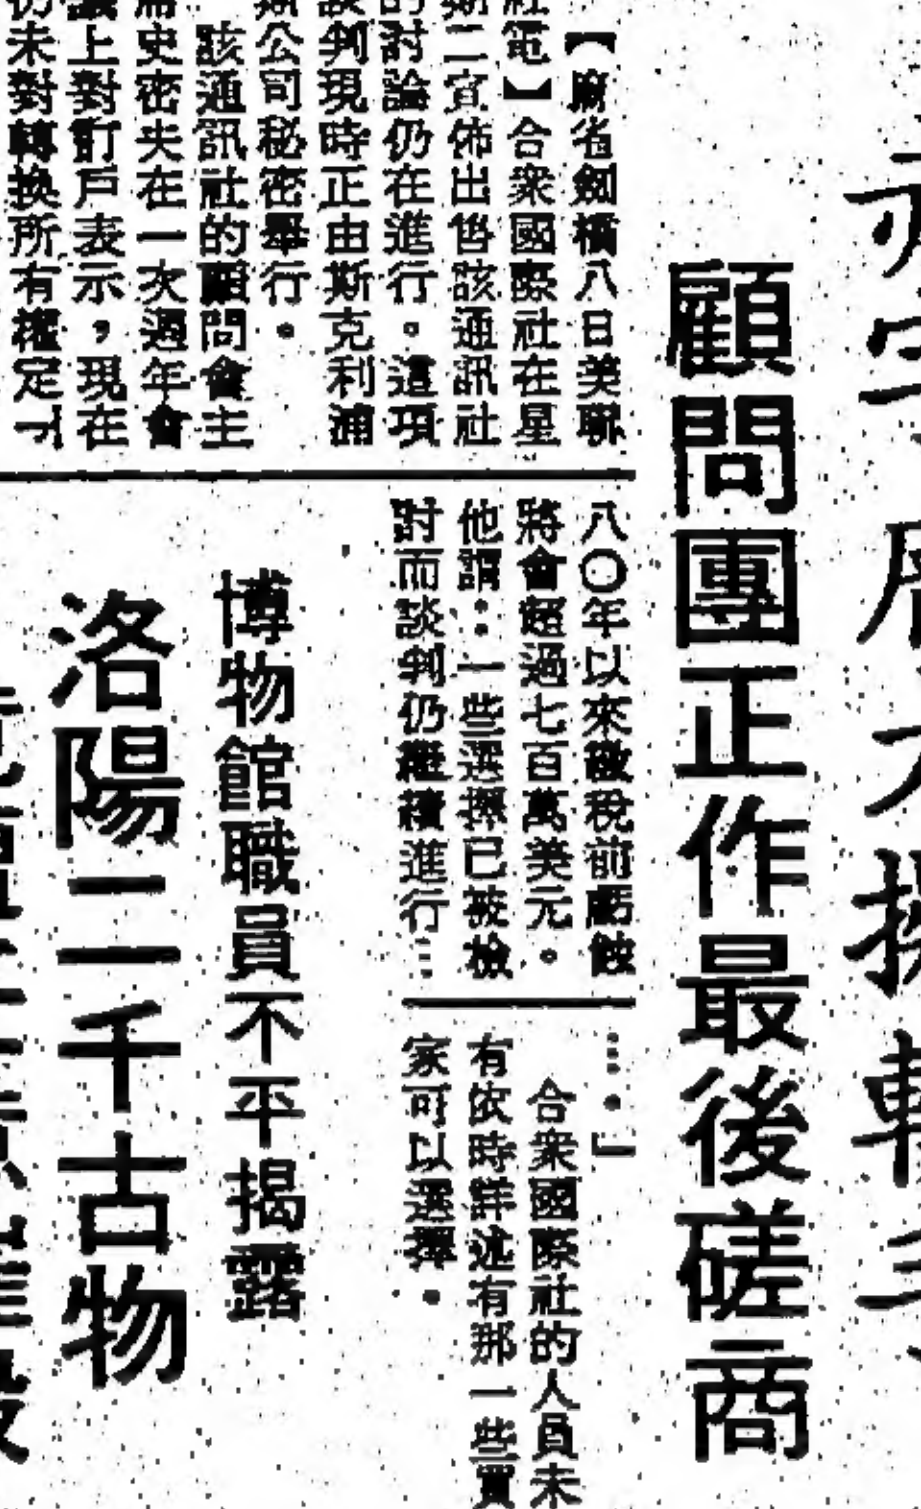 顧問團正作最後磋商
【麻省劍橋八日美聯
社電】合衆國際社在星
期二宣佈出售該通訊社
的討論仍在進行。這項
談判現時正由斯克利浦
斯公司秘密舉行。
該通訊社的顧問會主
席史密夫在一次週年會
議上對訂戶表示，現在
仍未對轉換所有權定下
八〇年以來繳稅前虧蝕
將會超過七百萬美元。
他謂：一些選擇已被檢
討而談判仍繼續進行…
…。」
合衆國際社的人員未
有依時詳述有那一些買
家可以選擇。
博物館職員不平揭露
洛陽二千古物